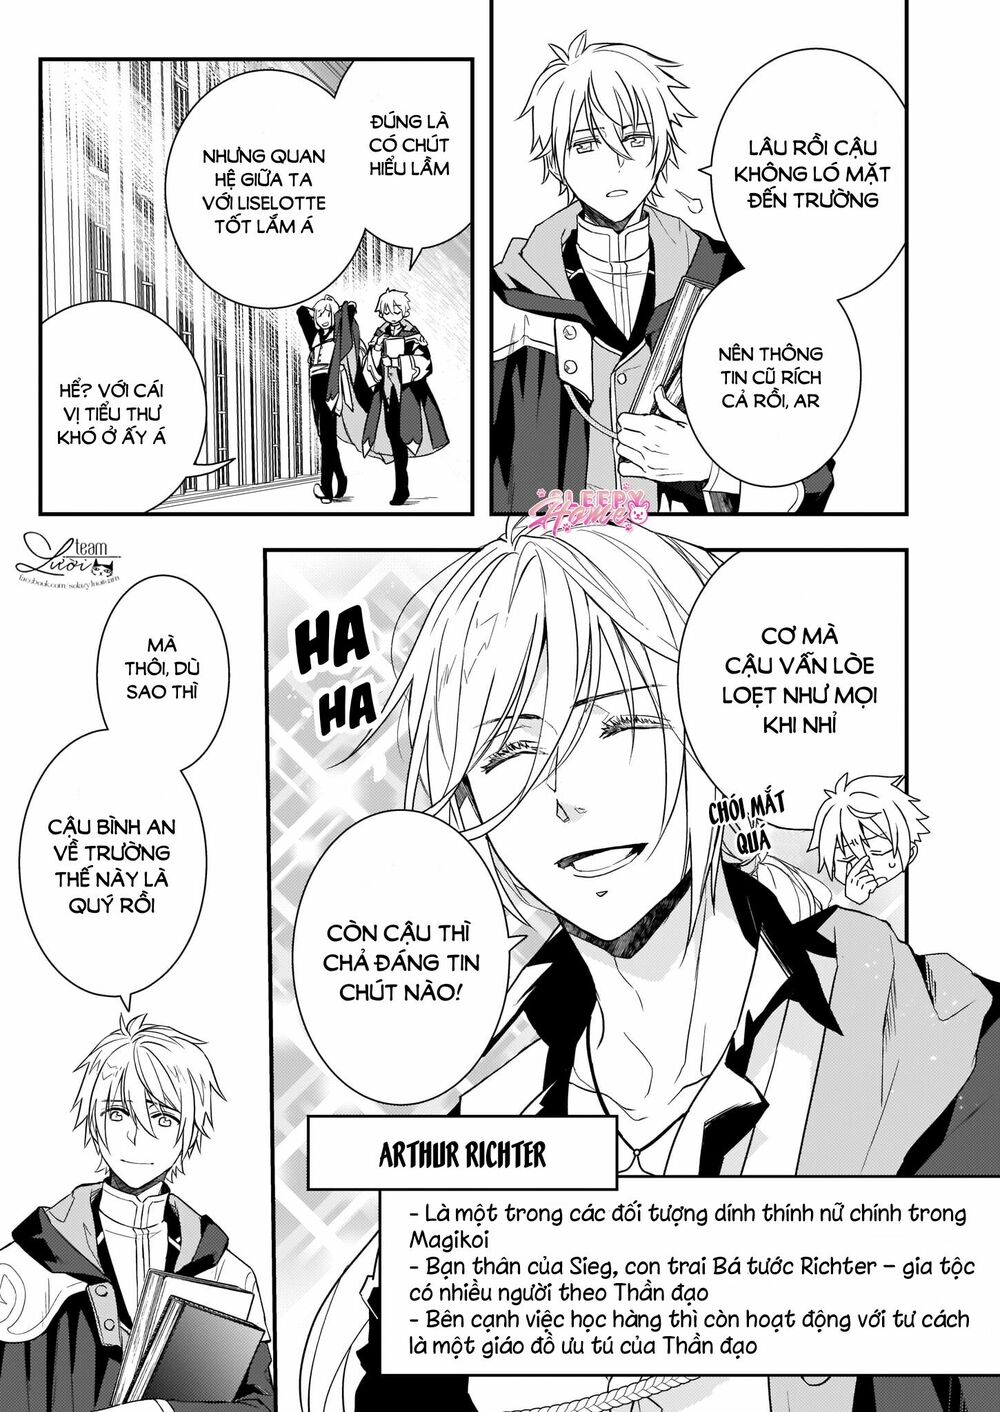 LÂU RỒI CẬU
KHÔNG LÓ MẶT
ĐẾN TRƯỜNG
NÊN THÔNG
TIN CŨ RÍCH
CẢ RỒI, AR
ĐÚNG LÀ
CÓ CHÚT
HIỂU LẦM
NHƯNG QUAN
HỆ GIỮA TA
VỚI LISELOTTE
TỐT LẮM Á
HỂ? VỚI CÁI
VỊ TIỂU THƯ
KHÓ Ở ẤY Á
SLEEPY
Home
team
Lười
CƠ MÀ
CẬU VẪN LÒE
LOẸT NHƯ MỌI
KHI NHỈ
CHÓI MẮT
QUÁ
HA
HA
CÒN CẬU THÌ
CHẢ ĐÁNG TIN
CHÚT NÀO!
ARTHUR RICHTER
- Là một trong các đối tượng dính thính nữ chính trong
Magikoi
- Bạn thân của Sieg, con trai Bá tước Richter – gia tộc
có nhiều người theo Thần đạo
- Bên cạnh việc học hàng thì còn hoạt động với tư cách
là một giáo đồ ưu tú của Thần đạo
MÀ
THÔI, DÙ
SAO THÌ
CẬU BÌNH AN
VỀ TRƯỜNG
THẾ NÀY LÀ
QUÝ RỒI